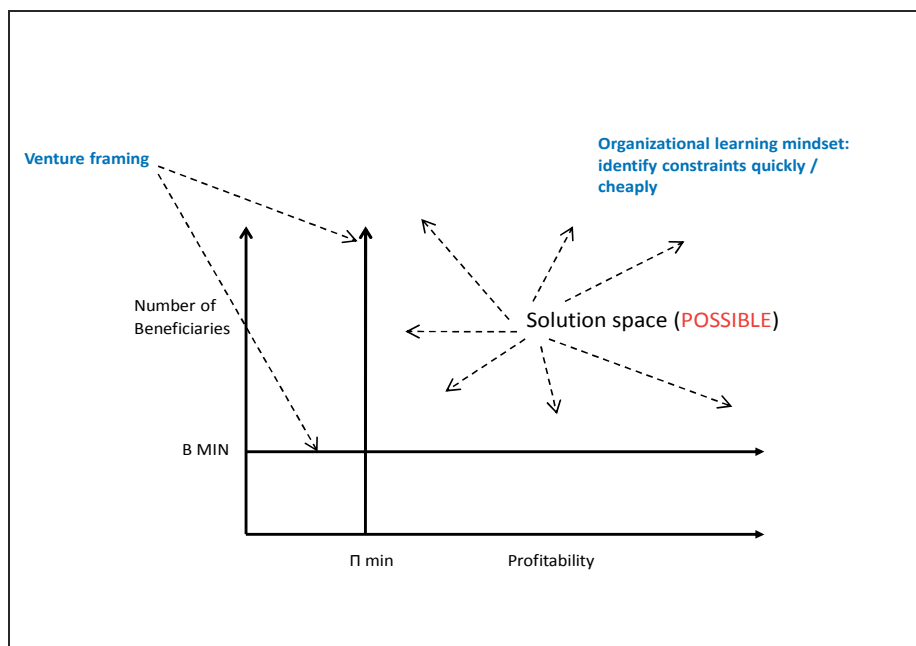 Venture framing
Organizational learning mindset:
identify constraints quickly /
cheaply
Number of
Beneficiaries
Solution space (POSSIBLE)
B MIN
Π min
Profitability